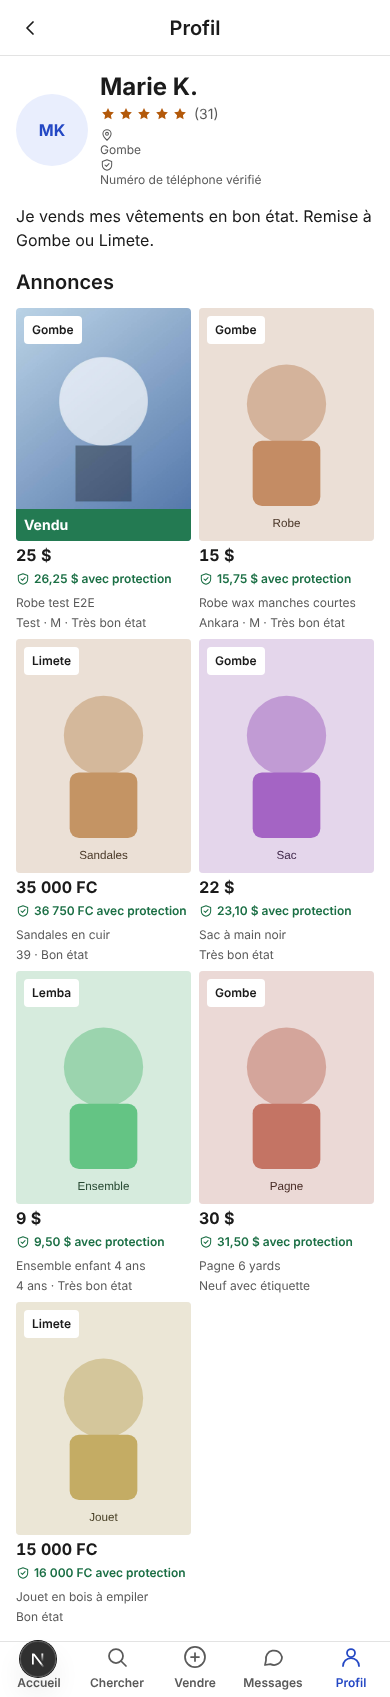 Profil
MK
Marie K.
(31)
Gombe
Numéro de téléphone vérifié
Je vends mes vêtements en bon état. Remise à
Gombe ou Limete.
Annonces
Gombe
Vendu
25 $
26,25 $ avec protection
Robe test E2E
Test · M · Très bon état
Gombe
Robe
15 $
15,75 $ avec protection
Robe wax manches courtes
Ankara · M · Très bon état
Limete
Sandales
35 000 FC
36 750 FC avec protection
Sandales en cuir
39 · Bon état
Gombe
Sac
22 $
23,10 $ avec protection
Sac à main noir
Très bon état
Lemba
Ensemble
9 $
9,50 $ avec protection
Ensemble enfant 4 ans
4 ans · Très bon état
Gombe
Pagne
30 $
31,50 $ avec protection
Pagne 6 yards
Neuf avec étiquette
Limete
Jouet
15 000 FC
16 000 FC avec protection
Jouet en bois à empiler
Bon état
N
Accueil
Chercher
Vendre
Messages
Profil